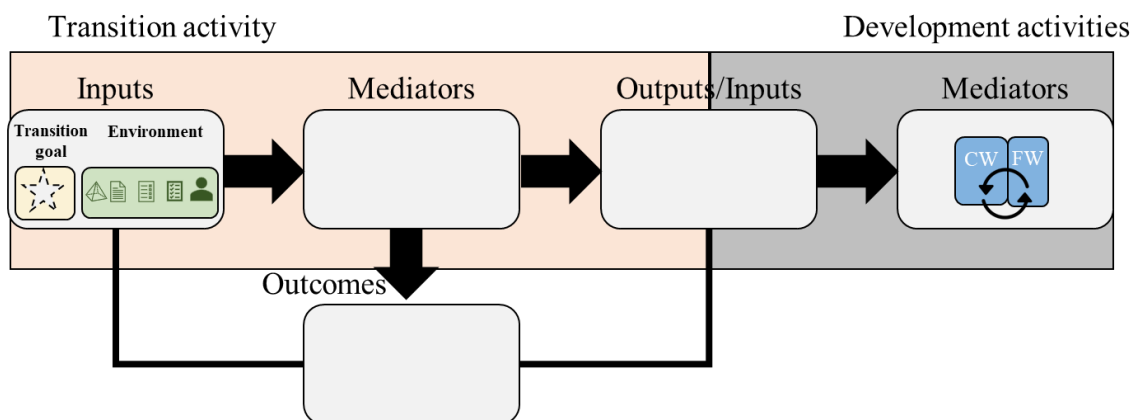 Transition activity
Development activities
Inputs
Mediators
Outputs/Inputs
Mediators
Transition
goal
Environment
CW
FW
Outcomes